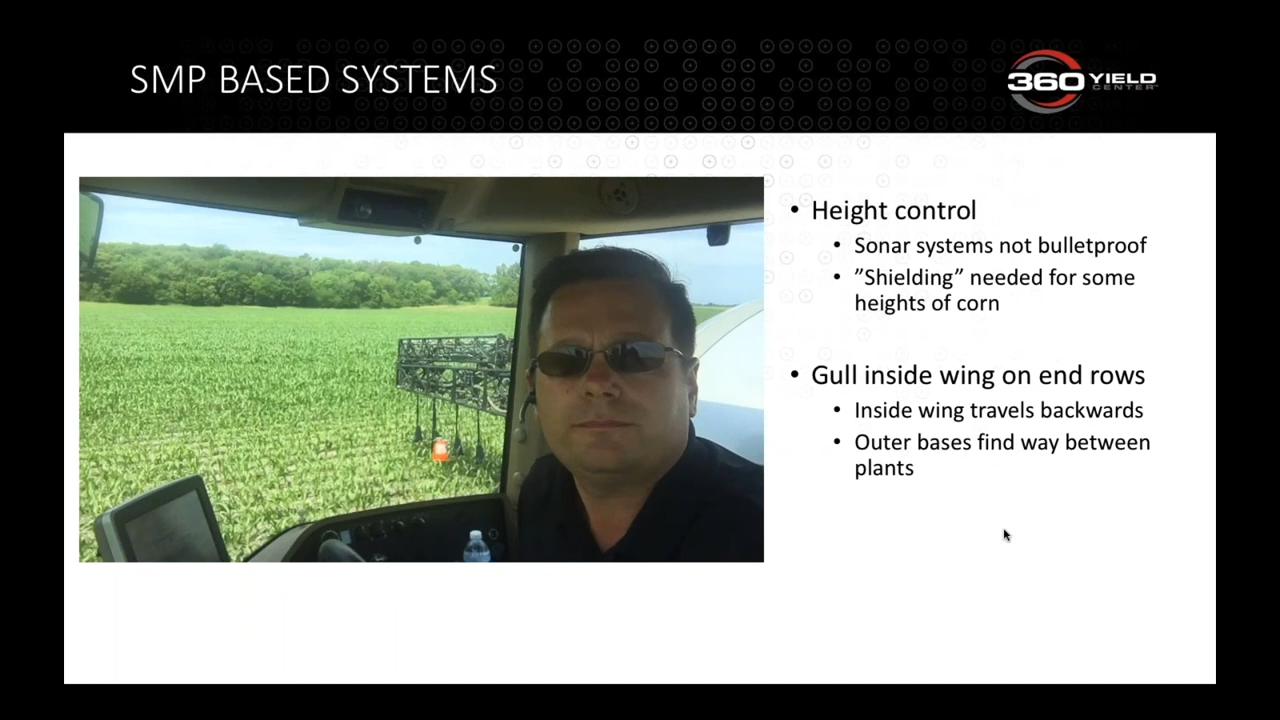 SMP BASED SYSTEMS
360 YIELD
CENTER™
• Height control
• Sonar systems not bulletproof
• ”Shielding” needed for some
heights of corn
• Gull inside wing on end rows
• Inside wing travels backwards
• Outer bases find way between
plants